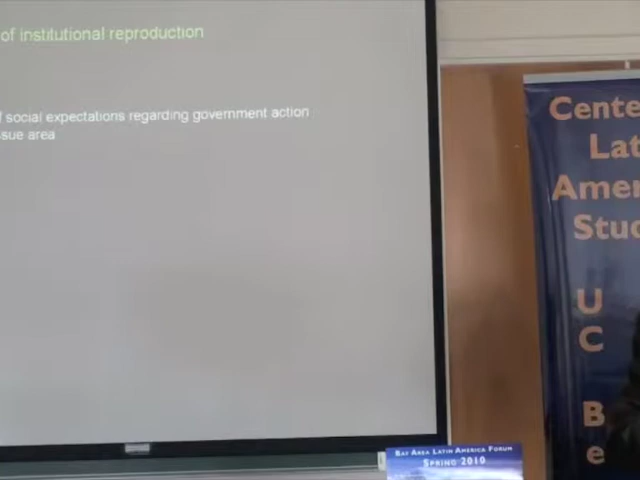 of institutional reproduction
social expectations regarding government action
area
Cente
Lat
Amer
Stud
U
C
B
e
BAY AREA LATIN AMERICA FORUM
SPRING 2010